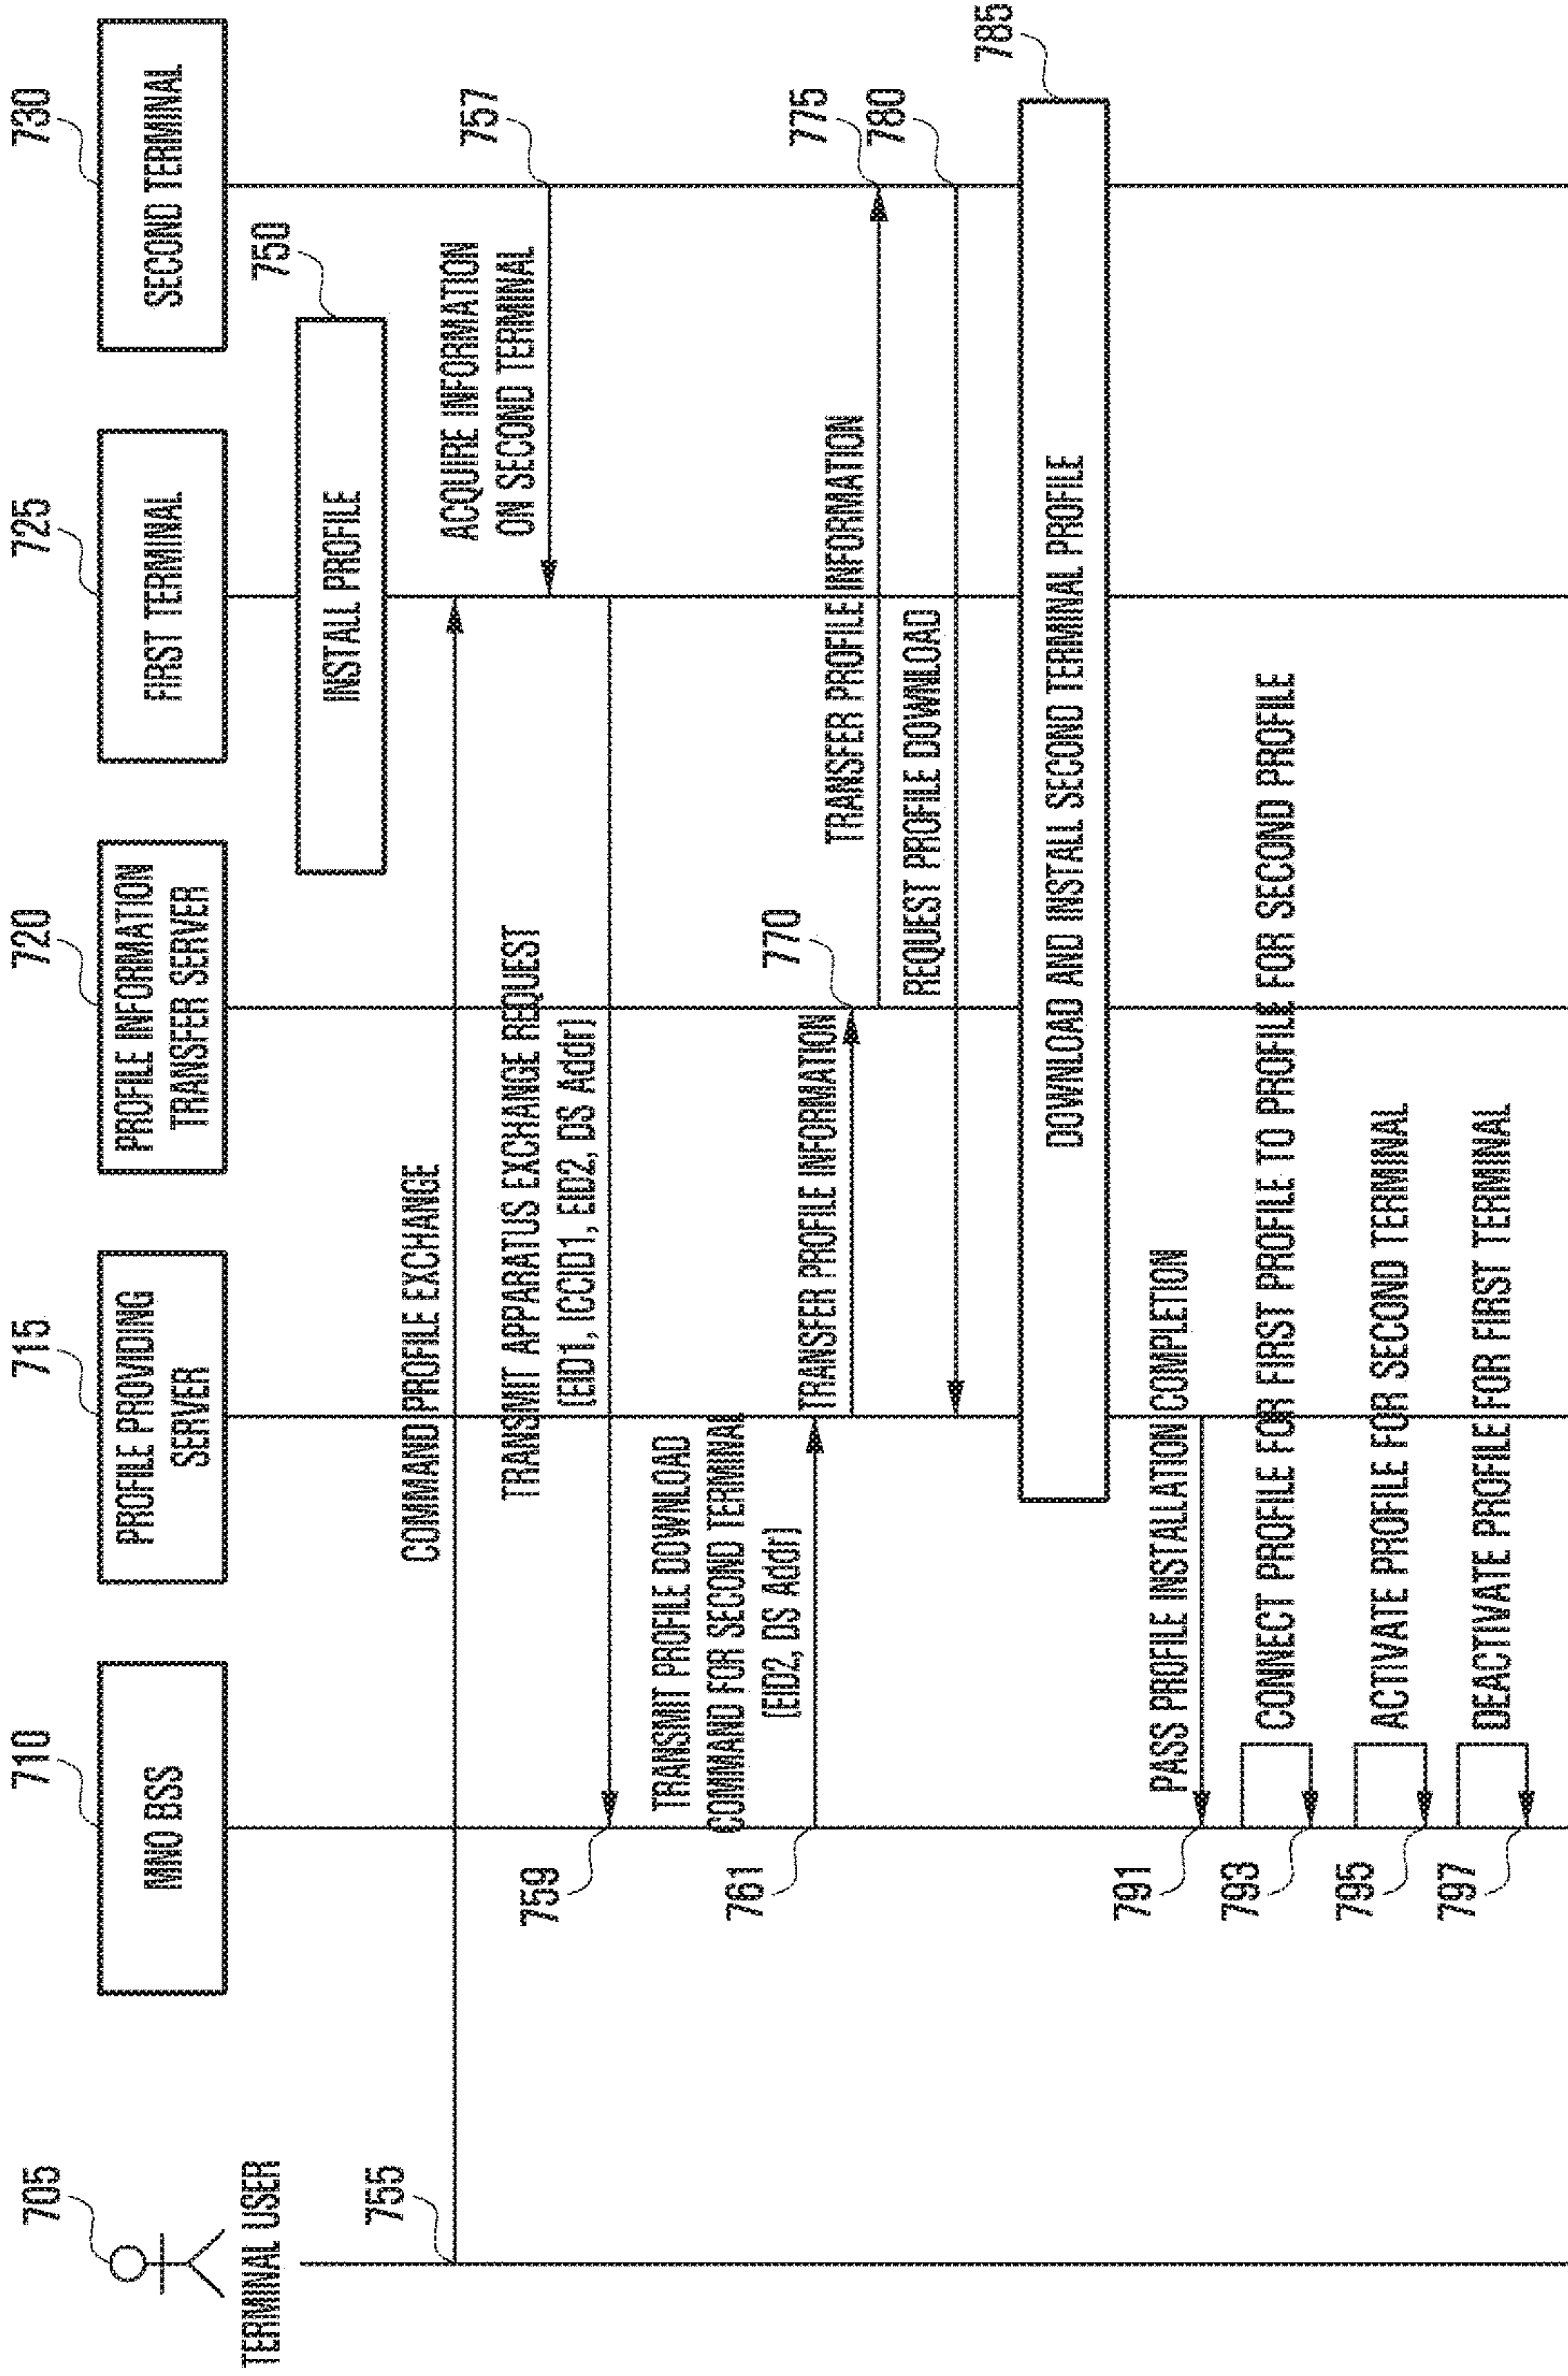 705
TERMINAL USER
710
MNO BSS
715
PROFILE PROVIDING
SERVER
720
PROFILE INFORMATION
TRANSFER SERVER
725
FIRST TERMINAL
730
SECOND TERMINAL
750
INSTALL PROFILE
755
COMMAND PROFILE EXCHANGE
ACQUIRE INFORMATION
ON SECOND TERMINAL
757
TRANSMIT APPARATUS EXCHANGE REQUEST
(EID1, ICCID1, EID2, DS Addr)
759
TRANSMIT PROFILE DOWNLOAD
COMMAND FOR SECOND TERMINAL
(EID2, DS Addr)
761
TRANSFER PROFILE INFORMATION
770
TRANSFER PROFILE INFORMATION
775
REQUEST PROFILE DOWNLOAD
780
DOWNLOAD AND INSTALL SECOND TERMINAL PROFILE
785
PASS PROFILE INSTALLATION COMPLETION
791
CONNECT PROFILE FOR FIRST PROFILE TO PROFILE FOR SECOND PROFILE
793
ACTIVATE PROFILE FOR SECOND TERMINAL
795
DEACTIVATE PROFILE FOR FIRST TERMINAL
797